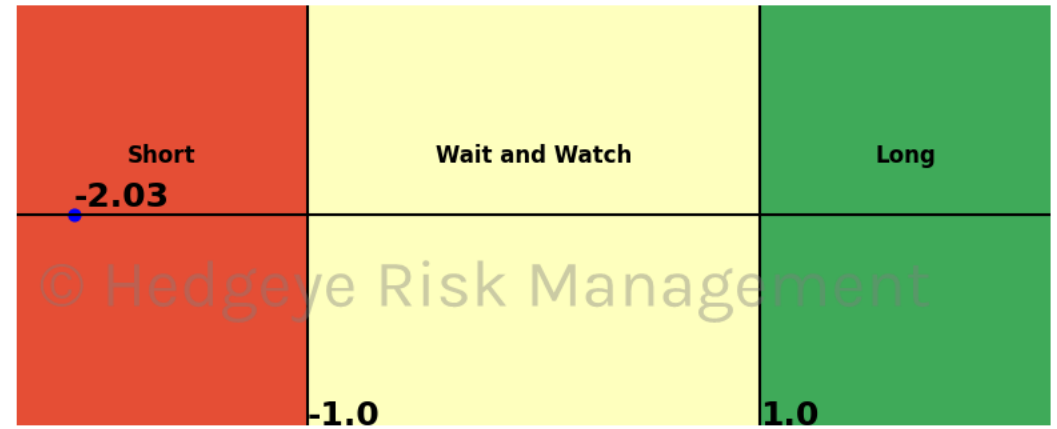 Short
Wait and Watch
Long
-2.03
© Hedgeye Risk Management
-1.0
1.0